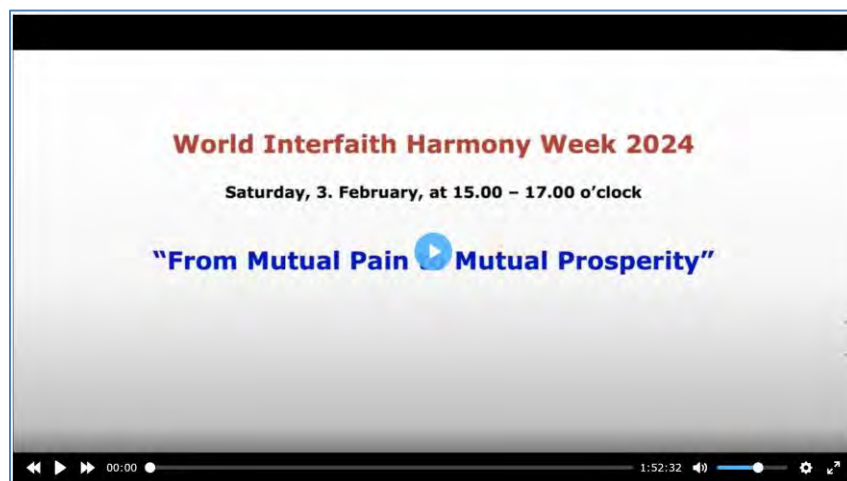 World Interfaith Harmony Week 2024
Saturday, 3. February, at 15.00 – 17.00 o’clock
“From Mutual Pain Mutual Prosperity”
00:00 1:52:32